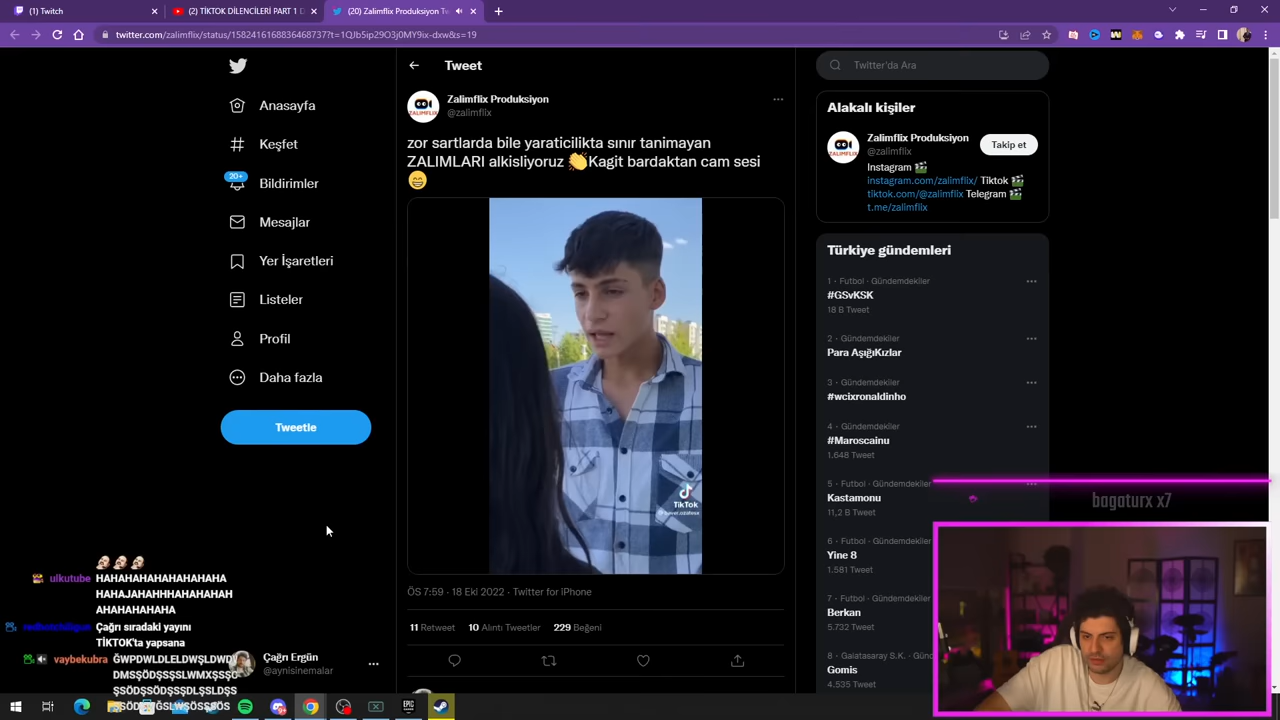 (1) Twitch
(2) TİKTOK DİLENCİLERİ PART 1 D
Zalimflix Produksiyon
twitter.com/zalimflix/status/1582416168836468737?t=1QJb5ip29O3j0MY9ix-dxw&s=19
Anasayfa
Keşfet
20+
Bildirimler
Mesajlar
Yer İşaretleri
Listeler
Profil
Daha fazla
Tweetle
Tweet
Zalimflix Produksiyon
@zalimflix
zor sartlarda bile yaraticilikta sınır tanimayan
ZALIMLARI alkisliyoruz 👏Kagit bardaktan cam sesi
😁
TikTok
ÖS 7:59 · 18 Eki 2022 · Twitter for iPhone
11 Retweet 10 Alıntı Tweetler 229 Beğeni
Twitter'da Ara
Alakalı kişiler
Zalimflix Produksiyon
@zalimflix
Takip et
Instagram 🎬
instagram.com/zalimflix/ Tiktok 🎬
tiktok.com/@zalimflix Telegram 🎬
t.me/zalimflix
Türkiye gündemleri
1 · Futbol · Gündemdekiler
#GSvKSK
18 B Tweet
2 · Gündemdekiler
Para AşığıKızlar
3 · Gündemdekiler
#wcixronaldinho
4 · Gündemdekiler
#Maroscainu
1.648 Tweet
5 · Futbol · Gündemdekiler
Kastamonu
11,2 B Tweet
6 · Futbol · Gündemdekiler
Yine 8
1.581 Tweet
7 · Futbol · Gündemdekiler
Berkan
5.732 Tweet
8 · Galatasaray S.K. · Günd
Gomis
4.535 Tweet
bagaturx x7
ulkutube HAHAHAHAHAHAHAHAHA
HAHAJAHAHHHAHAHAHAH
AHAHAHAHAHA
Çağrı sıradaki yayını
TİKTOK'ta yapsana
vaybekubra
Çağrı Ergün
@aynisinemalar
EPIC